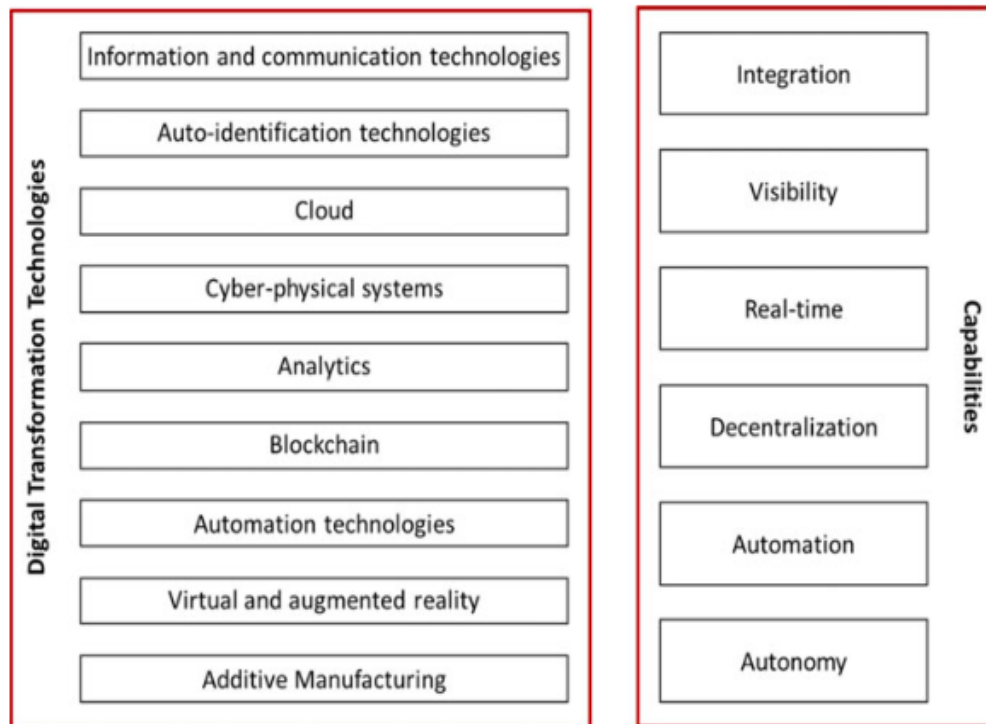 Digital Transformation Technologies
Information and communication technologies
Auto-identification technologies
Cloud
Cyber-physical systems
Analytics
Blockchain
Automation technologies
Virtual and augmented reality
Additive Manufacturing
Integration
Visibility
Real-time
Decentralization
Automation
Autonomy
Capabilities